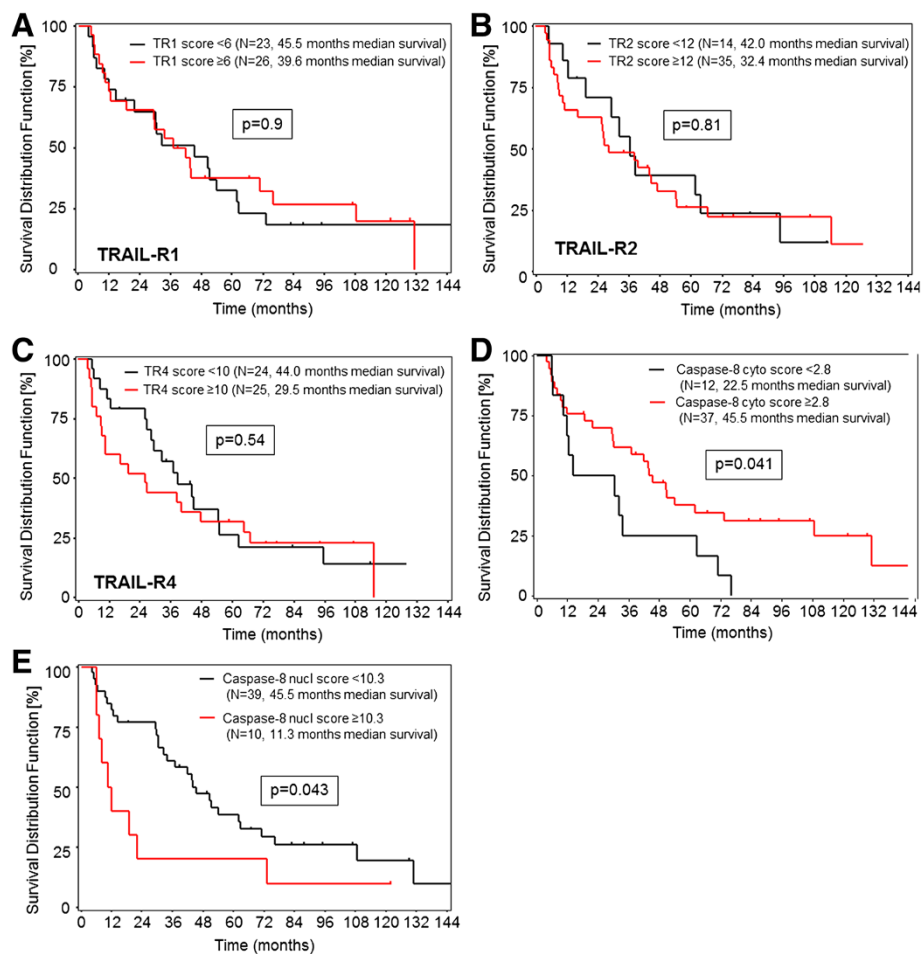 A
Survival Distribution Function [%]
100
75
50
25
0
TR1 score <6 (N=23, 45.5 months median survival)
TR1 score ≥6 (N=26, 39.6 months median survival)
p=0.9
TRAIL-R1
0 12 24 36 48 60 72 84 96 108 120 132 144
Time (months)
B
Survival Distribution Function [%]
100
75
50
25
0
TR2 score <12 (N=14, 42.0 months median survival)
TR2 score ≥12 (N=35, 32.4 months median survival)
p=0.81
TRAIL-R2
0 12 24 36 48 60 72 84 96 108 120 132 144
Time (months)
C
Survival Distribution Function [%]
100
75
50
25
0
TR4 score <10 (N=24, 44.0 months median survival)
TR4 score ≥10 (N=25, 29.5 months median survival)
p=0.54
TRAIL-R4
0 12 24 36 48 60 72 84 96 108 120 132 144
Time (months)
D
Survival Distribution Function [%]
100
75
50
25
0
Caspase-8 cyto score <2.8
(N=12, 22.5 months median survival)
Caspase-8 cyto score ≥2.8
(N=37, 45.5 months median survival)
p=0.041
0 12 24 36 48 60 72 84 96 108 120 132 144
Time (months)
E
Survival Distribution Function [%]
100
75
50
25
0
Caspase-8 nucl score <10.3
(N=39, 45.5 months median survival)
Caspase-8 nucl score ≥10.3
(N=10, 11.3 months median survival)
p=0.043
0 12 24 36 48 60 72 84 96 108 120 132 144
Time (months)